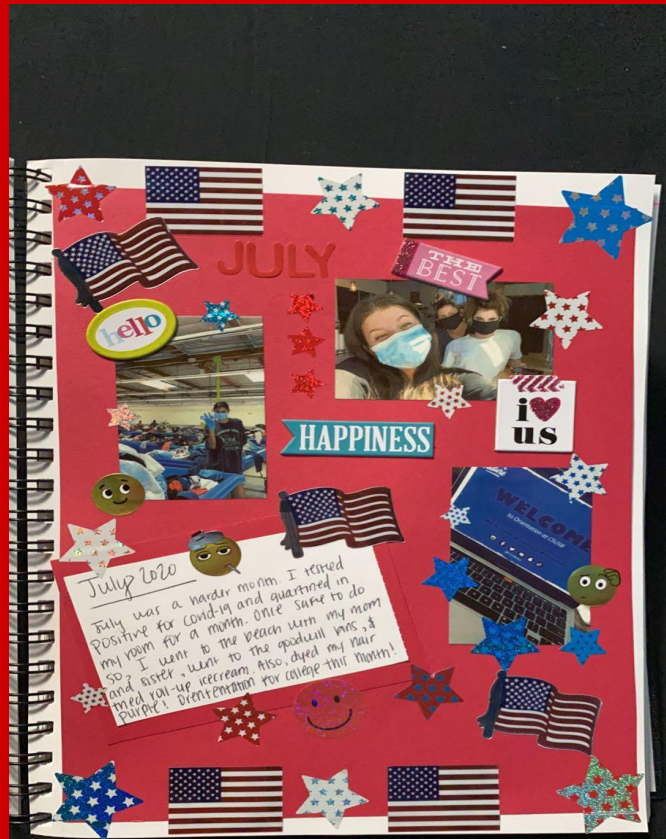 JULY
THE
BEST
hello
i
us
HAPPINESS
WELCOME
to Orientation at
July 2020
July was a harder month. I tested
positive for Covid-19 and quartined in
my room for a month. Once safe to do
so, I went to the beach with my mom
and sister, went to the goodwill bins, &
tried roll-up icecream. Also, dyed my hair
purple! Orententation for college this month!